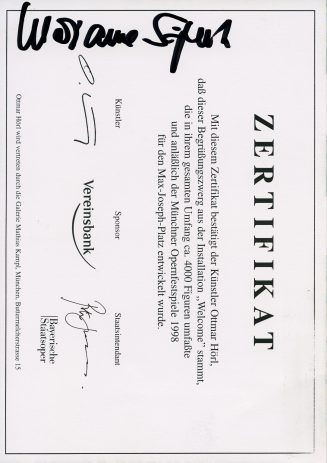 ZERTIFIKAT
Mit diesem Zertifikat bestätigt der Künstler Ottmar Hörl,
daß dieser Begrüßungszwerg aus der Installation „Welcome" stammt,
die in ihrem gesamten Umfang ca. 4000 Figuren umfaßte
und anläßlich der Münchner Opernfestspiele 1998
für den Max-Joseph-Platz entwickelt wurde.
Künstler
Sponsor
Staatsintendant
Vereinsbank
Bayerische
Staatsoper
Ottmar Hörl wird vertreten durch die Galerie Markus Kampl, München, Buttermelcherstrasse 15